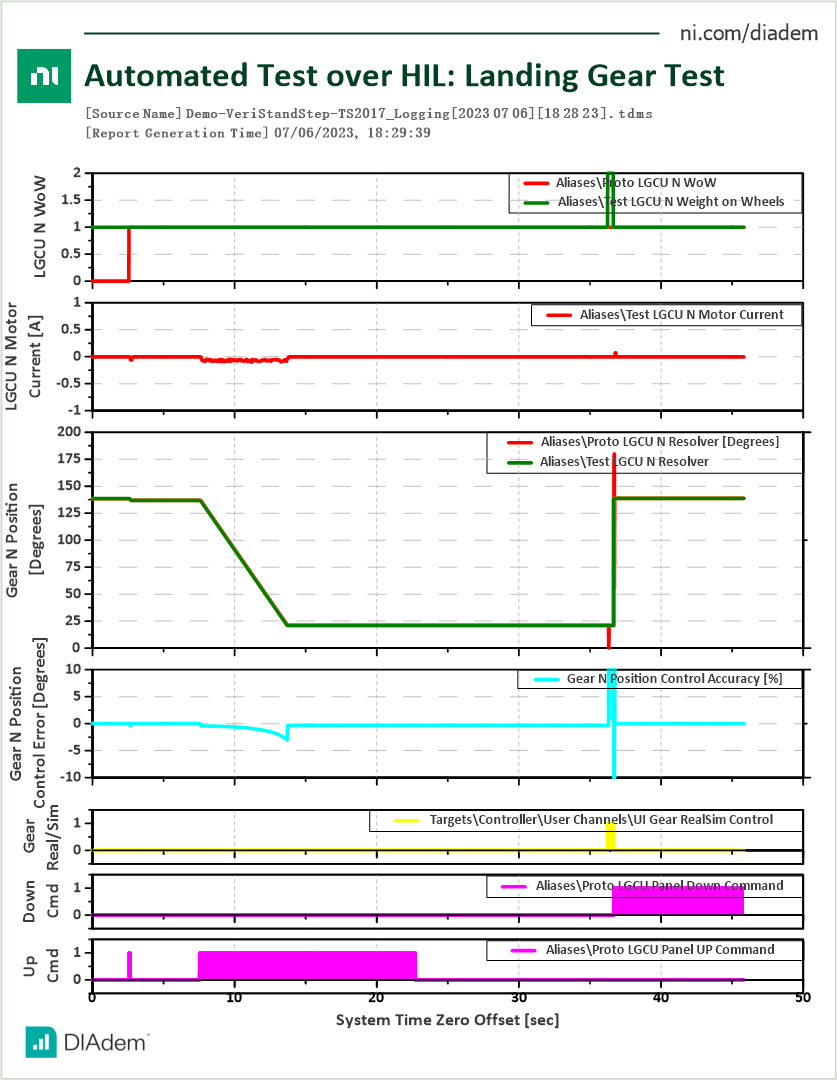 ni.com/diadem
ni
Automated Test over HIL: Landing Gear Test
[Source Name] Demo-VeriStandStep-TS2017_Logging[2023 07 06][18 28 23].tdms
[Report Generation Time] 07/06/2023, 18:29:39
LGCU N WoW
2
1.5
1
0.5
0
Aliases\Proto LGCU N WoW
Aliases\Test LGCU N Weight on Wheels
LGCU N Motor
Current [A]
1
0.5
0
-0.5
-1
Aliases\Test LGCU N Motor Current
Gear N Position
[Degrees]
200
175
150
125
100
75
50
25
0
Aliases\Proto LGCU N Resolver [Degrees]
Aliases\Test LGCU N Resolver
Gear N Position
Control Error [Degrees]
10
5
0
-5
-10
Gear N Position Control Accuracy [%]
Gear
Real/Sim
1
0
Targets\Controller\User Channels\UI Gear RealSim Control
Down
Cmd
1
0
Aliases\Proto LGCU Panel Down Command
Up
Cmd
1
0
Aliases\Proto LGCU Panel UP Command
0 10 20 30 40 50
System Time Zero Offset [sec]
DIAdem™